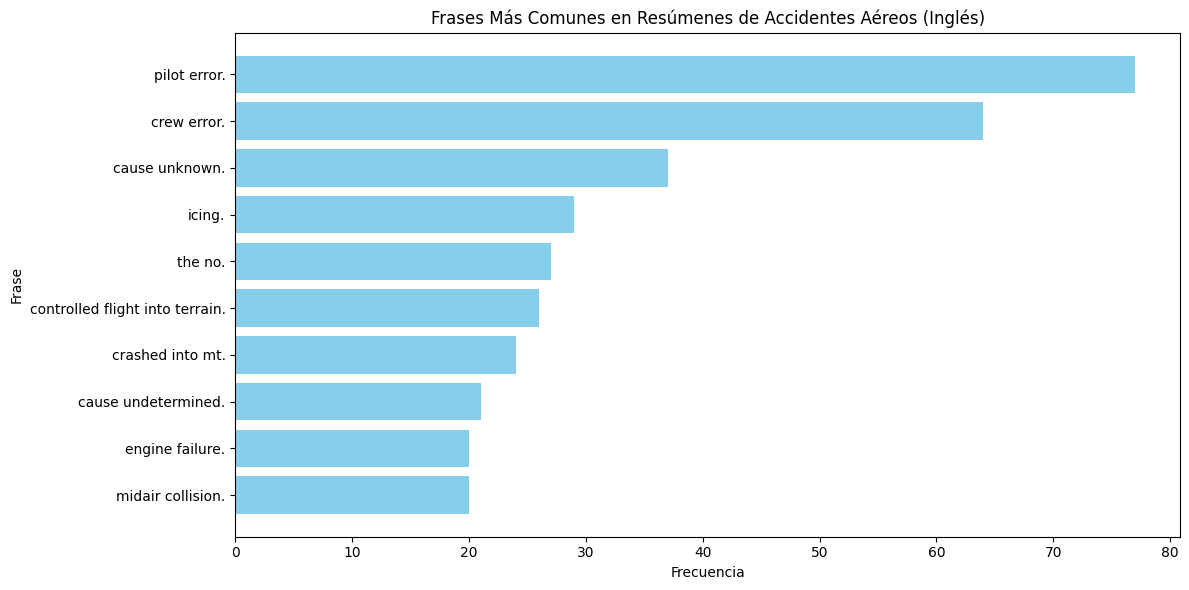 Frases Más Comunes en Resúmenes de Accidentes Aéreos (Inglés)
pilot error.
crew error.
cause unknown.
icing.
the no.
controlled flight into terrain.
crashed into mt.
cause undetermined.
engine failure.
midair collision.
Frase
0 10 20 30 40 50 60 70 80
Frecuencia